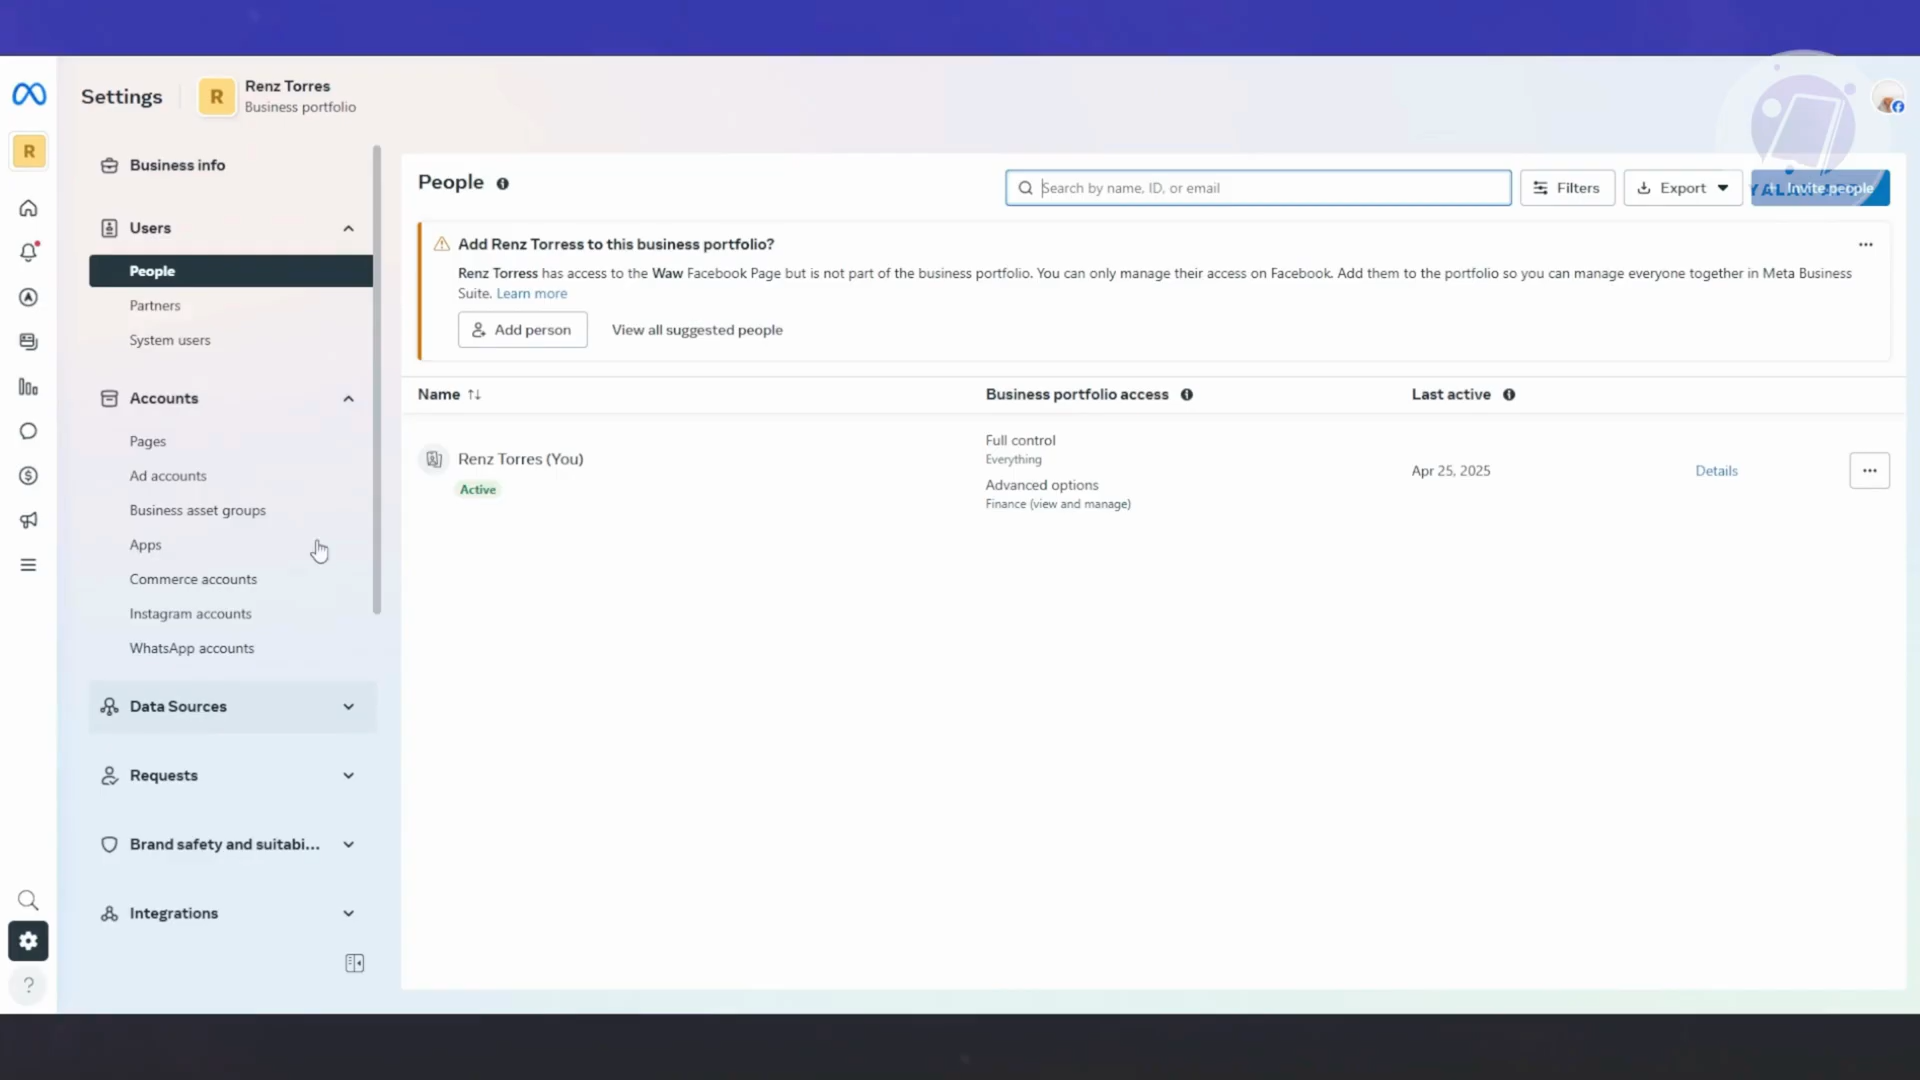 Settings
R
Renz Torres
Business portfolio
R
Business info
Users
People
Partners
System users
Accounts
Pages
Ad accounts
Business asset groups
Apps
Commerce accounts
Instagram accounts
WhatsApp accounts
Data Sources
Requests
Brand safety and suitabi...
Integrations
?
People
Search by name, ID, or email
Filters
Export
Invite people
Add Renz Torress to this business portfolio?
Renz Torress has access to the Waw Facebook Page but is not part of the business portfolio. You can only manage their access on Facebook. Add them to the portfolio so you can manage everyone together in Meta Business
Suite. Learn more
Add person
View all suggested people
Name
Business portfolio access
Last active
Renz Torres (You)
Active
Full control
Everything
Advanced options
Finance (view and manage)
Apr 25, 2025
Details